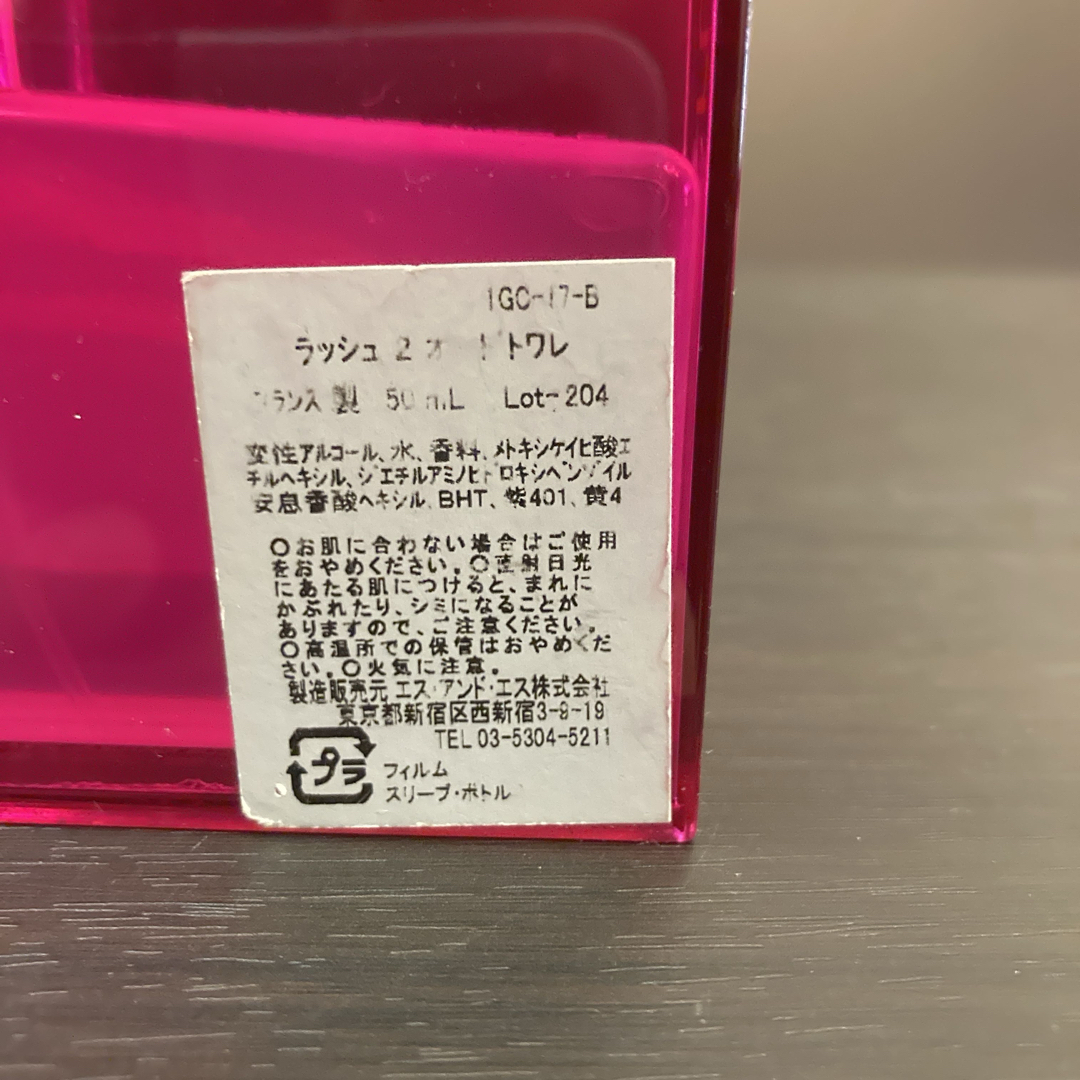 1GC-17-B
ラッシュ 2 オードトワレ
フランス 製 50 mL Lot-204
変性アルコール、水、香料、メトキシケイヒ酸エ
チルヘキシル、ジエチルアミノヒドロキシベンゾイル
安息香酸ヘキシル、BHT、紫401、黄4
○お肌に合わない場合はご使用
をおやめください。○直射日光
にあたる肌につけると、まれに
かぶれたり、シミになることが
ありますので、ご注意ください。
○高温所での保管はおやめくだ
さい。○火気に注意。
製造販売元 エス・アンド・エス株式会社
東京都新宿区西新宿3-9-19
TEL 03-5304-5211
プラ
フィルム
スリーブ・ボトル